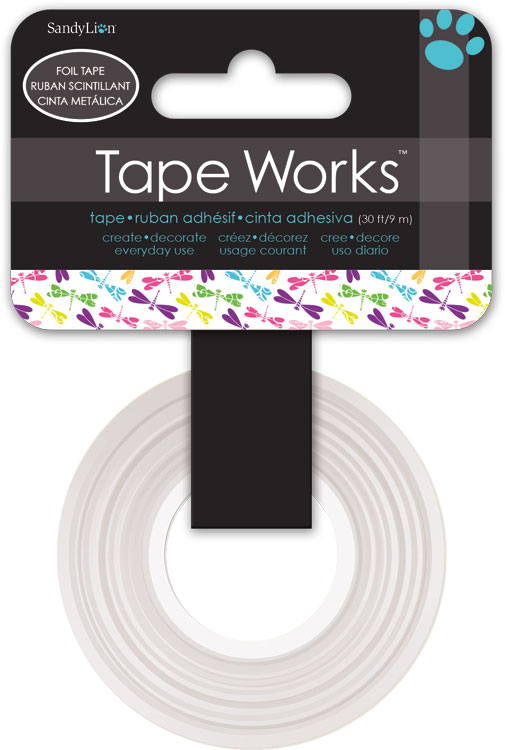 SandyLion
FOIL TAPE
RUBAN SCINTILLANT
CINTA METÁLICA
Tape Works™
tape•ruban adhésif•cinta adhesiva (30 ft/9 m)
create•decorate créez•décorez cree•decore
everyday use usage courant uso diario